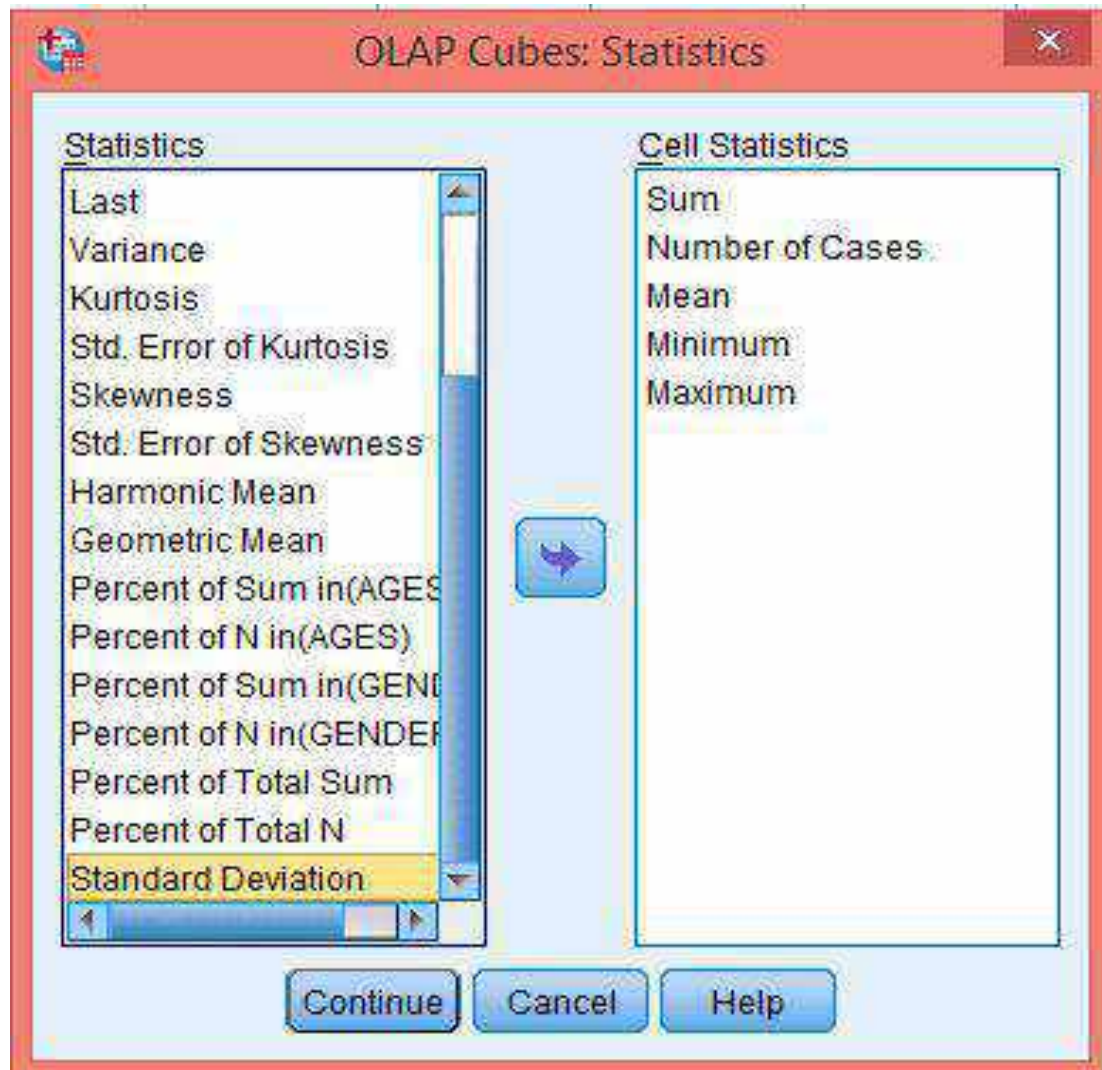 OLAP Cubes: Statistics
Statistics
Last
Variance
Kurtosis
Std. Error of Kurtosis
Skewness
Std. Error of Skewness
Harmonic Mean
Geometric Mean
Percent of Sum in(AGES
Percent of N in(AGES)
Percent of Sum in(GEND
Percent of N in(GENDER
Percent of Total Sum
Percent of Total N
Standard Deviation
Cell Statistics
Sum
Number of Cases
Mean
Minimum
Maximum
Continue Cancel Help